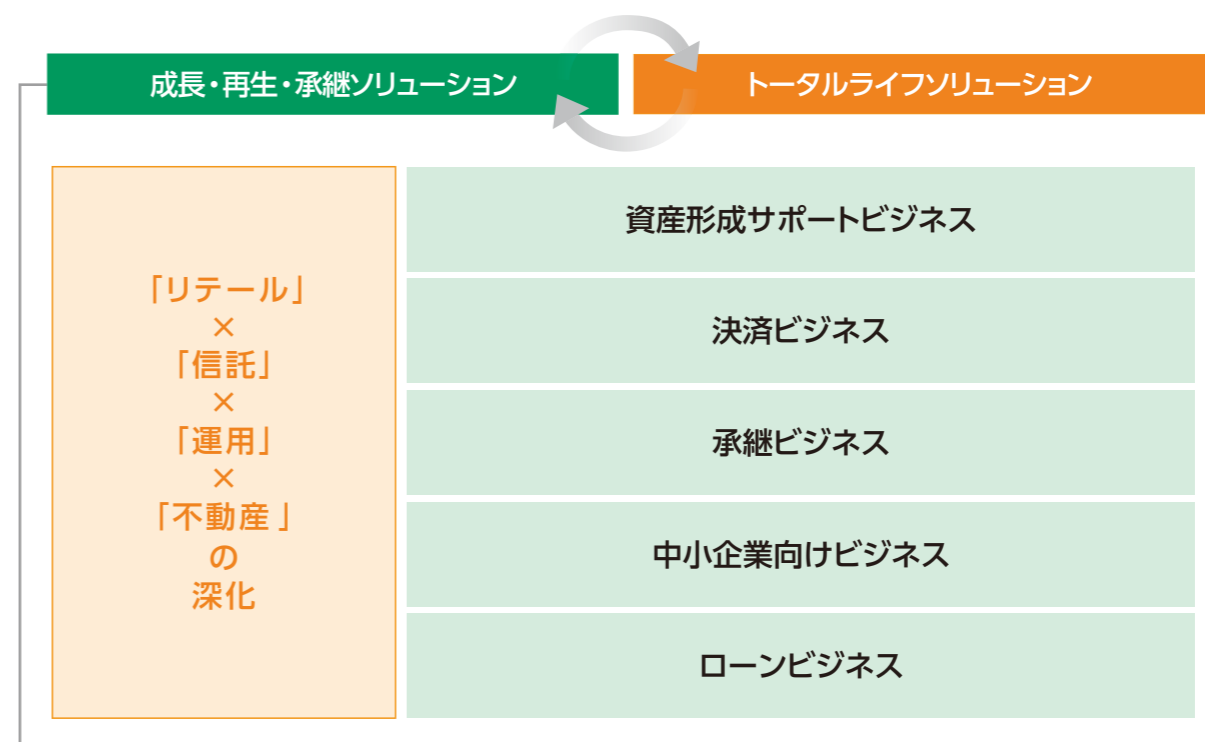 成長・再生・承継ソリューション
トータルライフソリューション
「リテール」
×
「信託」
×
「運用」
×
「不動産」
の
深化
資産形成サポートビジネス
決済ビジネス
承継ビジネス
中小企業向けビジネス
ローンビジネス